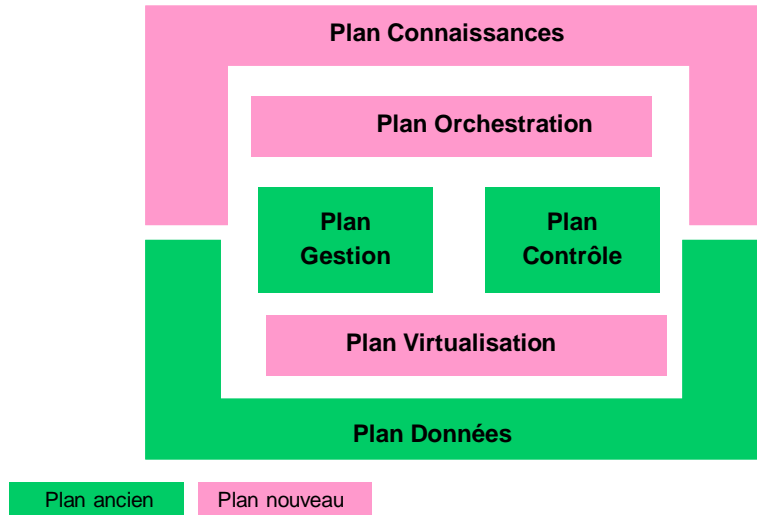 Plan Connaissances
Plan Orchestration
Plan
Gestion
Plan
Contrôle
Plan Virtualisation
Plan Données
Plan ancien
Plan nouveau